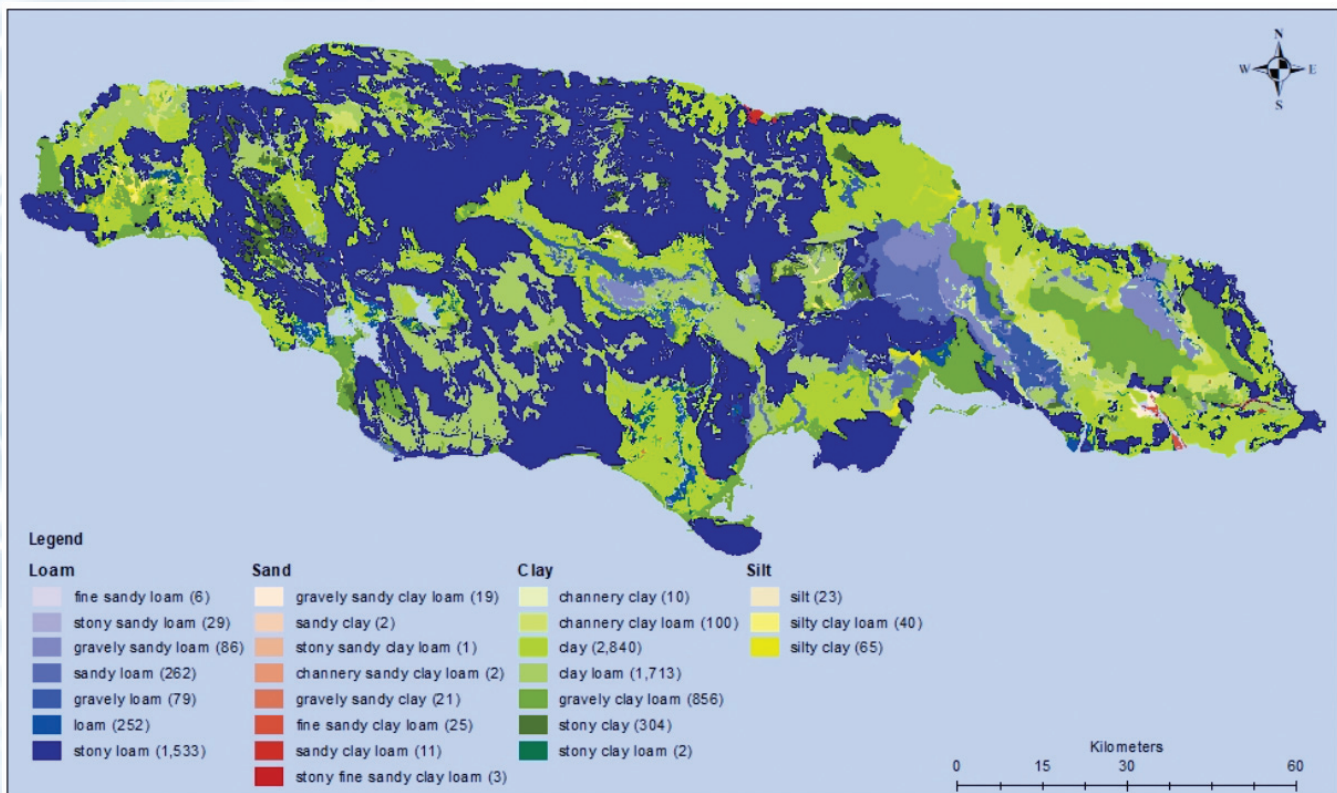 N
W E
S
Legend
Loam
fine sandy loam (6)
stony sandy loam (29)
gravely sandy loam (86)
sandy loam (262)
gravely loam (79)
loam (252)
stony loam (1,533)
Sand
gravely sandy clay loam (19)
sandy clay (2)
stony sandy clay loam (1)
channery sandy clay loam (2)
gravely sandy clay (21)
fine sandy clay loam (25)
sandy clay loam (11)
stony fine sandy clay loam (3)
Clay
channery clay (10)
channery clay loam (100)
clay (2,840)
clay loam (1,713)
gravely clay loam (856)
stony clay (304)
stony clay loam (2)
Silt
silt (23)
silty clay loam (40)
silty clay (65)
Kilometers
0 15 30 60